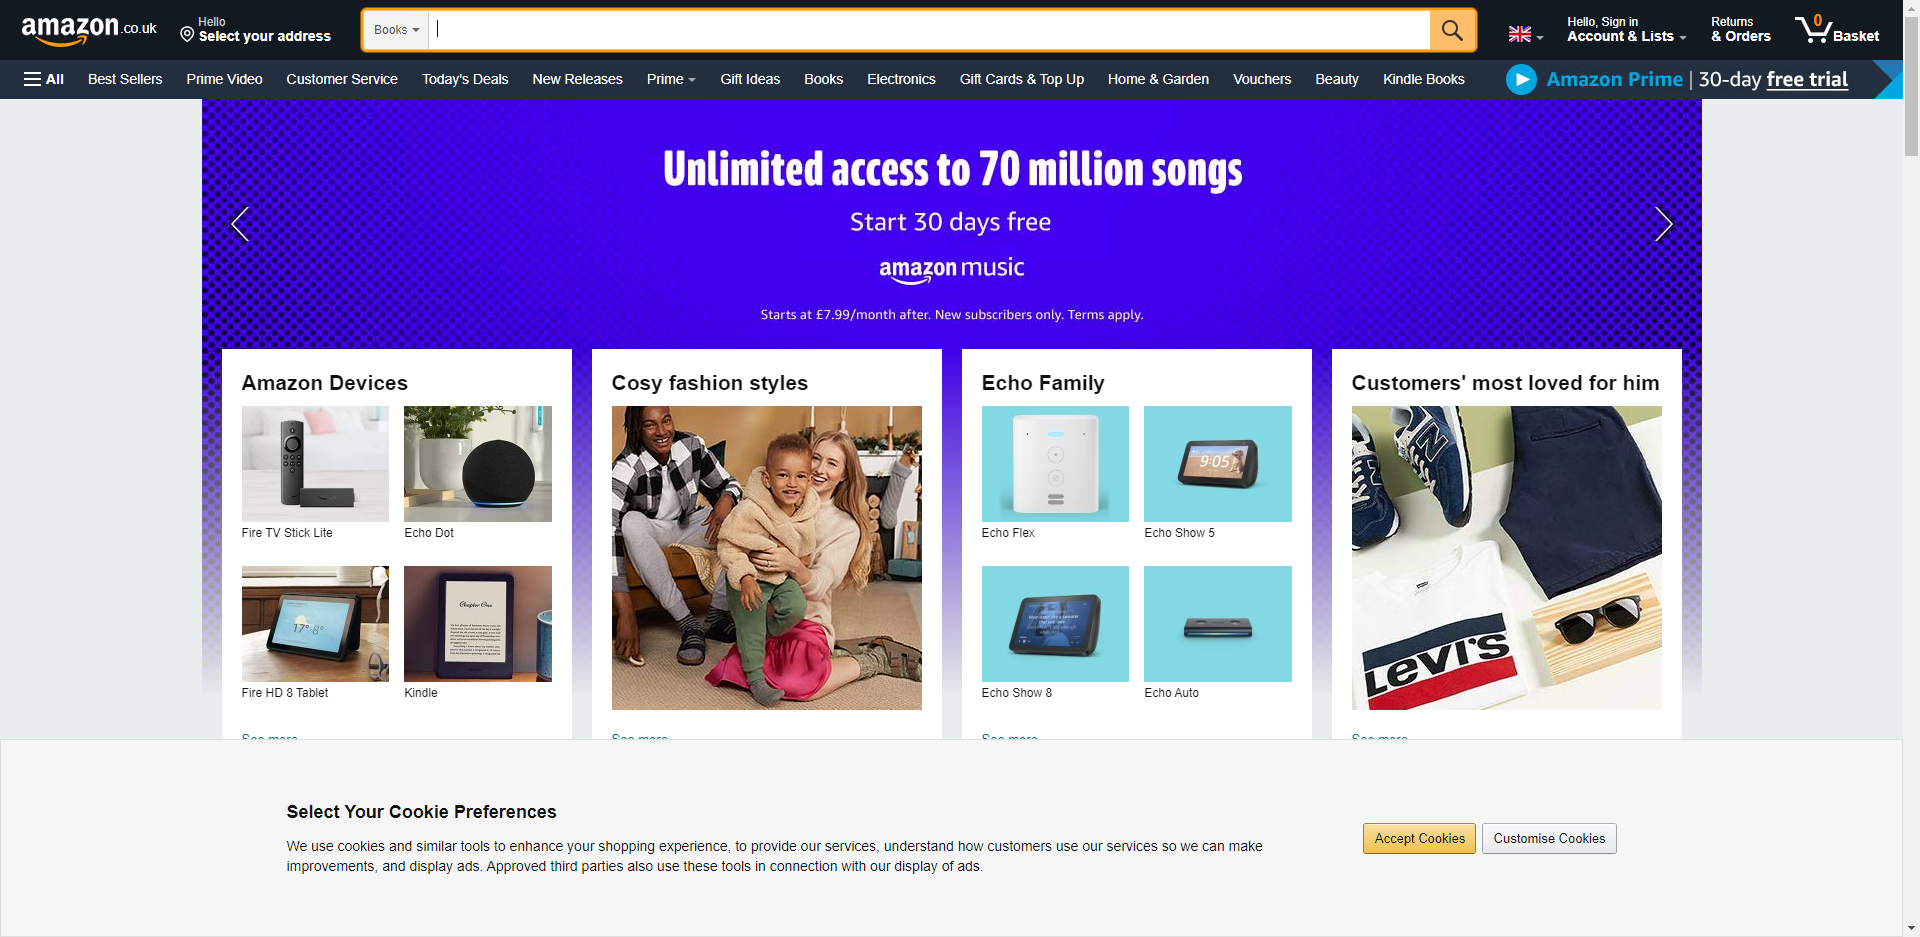 amazon.co.uk
Hello
Select your address
Books
Hello, Sign in
Account & Lists
Returns
& Orders
0
Basket
All
Best Sellers
Prime Video
Customer Service
Today's Deals
New Releases
Prime
Gift Ideas
Books
Electronics
Gift Cards & Top Up
Home & Garden
Vouchers
Beauty
Kindle Books
Amazon Prime | 30-day free trial
Unlimited access to 70 million songs
Start 30 days free
amazon music
Starts at £7.99/month after. New subscribers only. Terms apply.
Amazon Devices
Fire TV Stick Lite
Echo Dot
17° 8°
Chapter One
Fire HD 8 Tablet
Kindle
See more
Cosy fashion styles
See more
Echo Family
9:05
Echo Flex
Echo Show 5
Echo Show 8
Echo Auto
See more
Customers' most loved for him
N
Levi's
See more
Select Your Cookie Preferences
We use cookies and similar tools to enhance your shopping experience, to provide our services, understand how customers use our services so we can make
improvements, and display ads. Approved third parties also use these tools in connection with our display of ads.
Accept Cookies
Customise Cookies